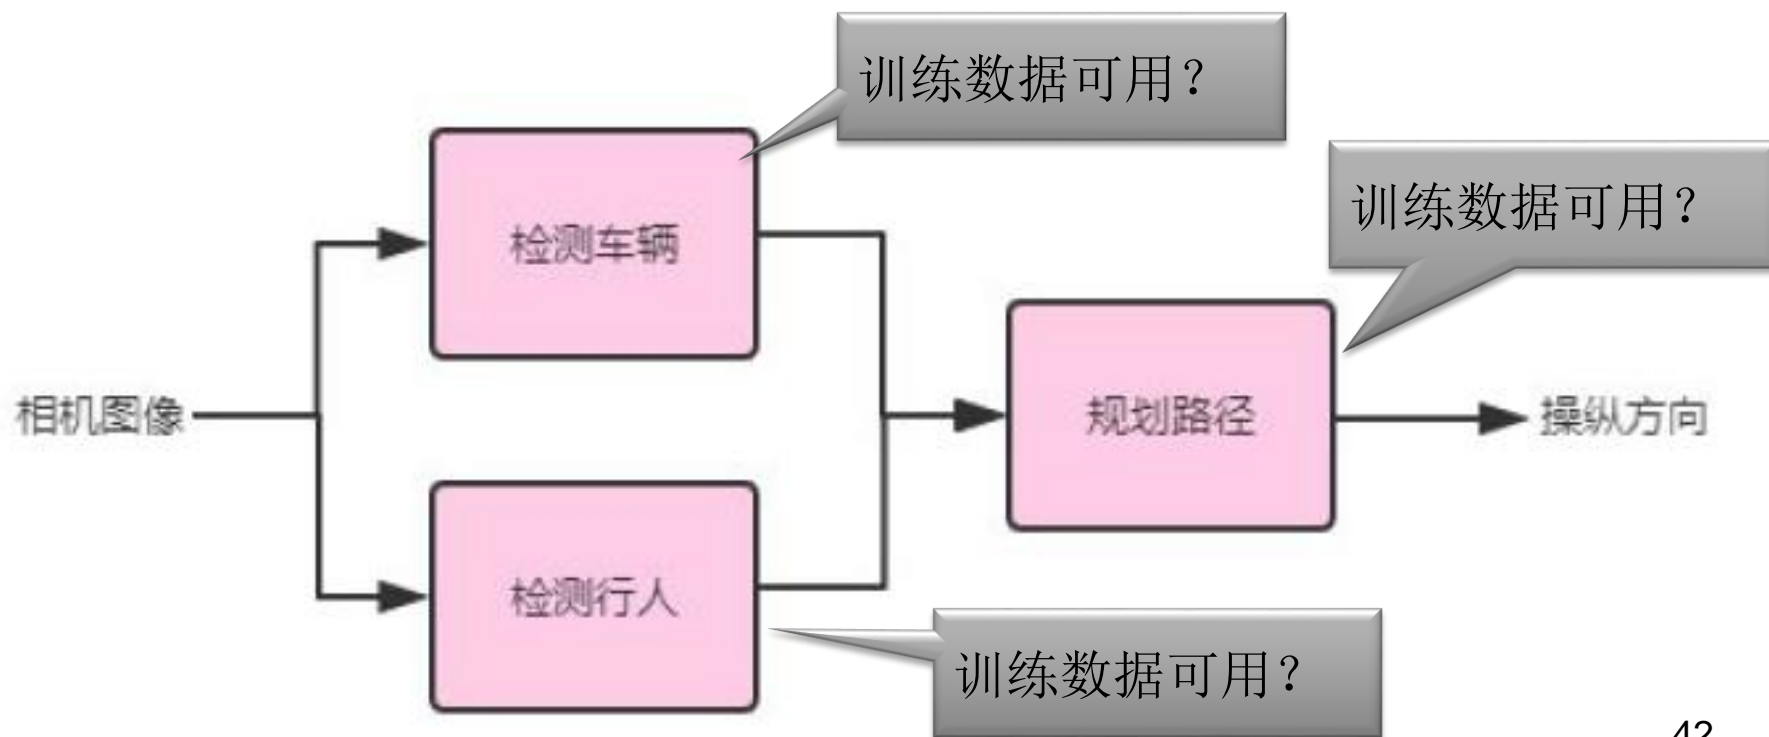 训练数据可用？
训练数据可用？
检测车辆
相机图像
规划路径
操纵方向
检测行人
训练数据可用？
42